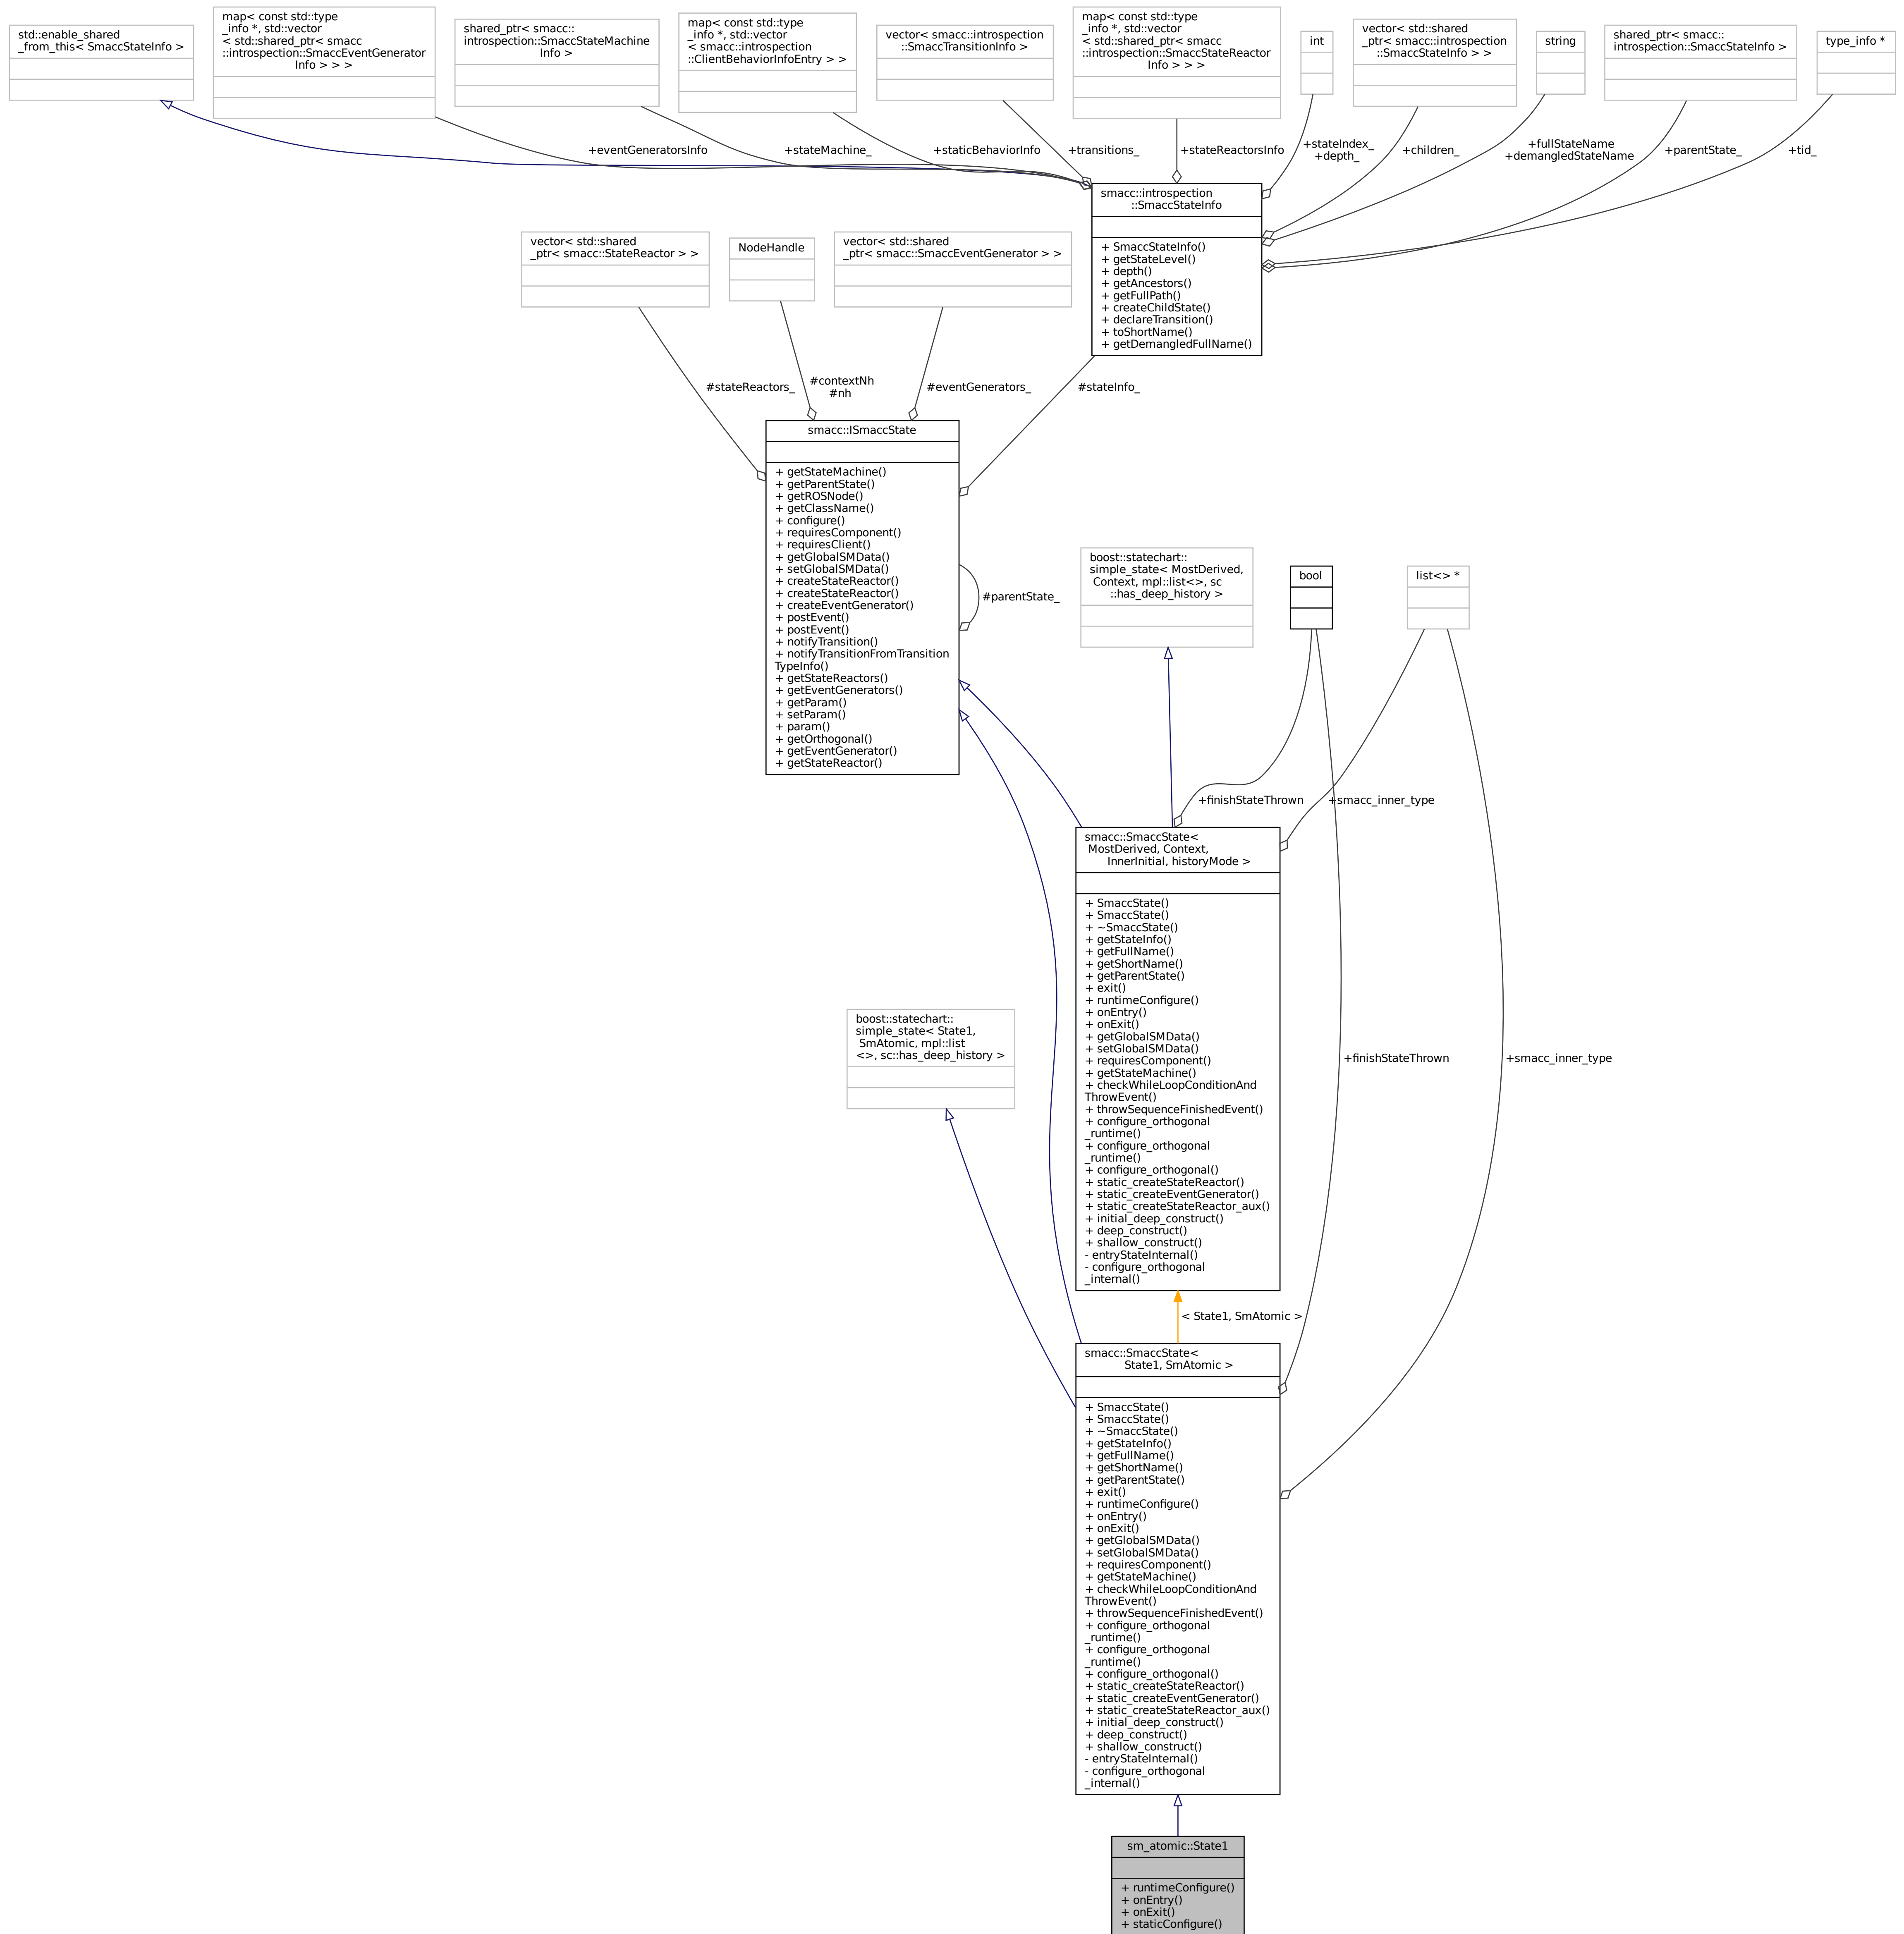 std::enable_shared
_from_this< SmaccStateInfo >
map< const std::type
_info *, std::vector
< std::shared_ptr< smacc
::introspection::SmaccEventGenerator
Info > > >
shared_ptr< smacc::
introspection::SmaccStateMachine
Info >
map< const std::type
_info *, std::vector
< smacc::introspection
::ClientBehaviorInfoEntry > >
vector< smacc::introspection
::SmaccTransitionInfo >
map< const std::type
_info *, std::vector
< std::shared_ptr< smacc
::introspection::SmaccStateReactor
Info > > >
int
vector< std::shared
_ptr< smacc::introspection
::SmaccStateInfo > >
string
shared_ptr< smacc::
introspection::SmaccStateInfo >
type_info *
+eventGeneratorsInfo
+stateMachine_
+staticBehaviorInfo
+transitions_
+stateReactorsInfo
+stateIndex_
+depth_
+children_
+fullStateName
+demangledStateName
+parentState_
+tid_
smacc::introspection
::SmaccStateInfo
+ SmaccStateInfo()
+ getStateLevel()
+ depth()
+ getAncestors()
+ getFullPath()
+ createChildState()
+ declareTransition()
+ toShortName()
+ getDemangledFullName()
vector< std::shared
_ptr< smacc::StateReactor > >
NodeHandle
vector< std::shared
_ptr< smacc::SmaccEventGenerator > >
#stateReactors_
#contextNh
#nh
#eventGenerators_
#stateInfo_
smacc::ISmaccState
+ getStateMachine()
+ getParentState()
+ getROSNode()
+ getClassName()
+ configure()
+ requiresComponent()
+ requiresClient()
+ getGlobalSMData()
+ setGlobalSMData()
+ createStateReactor()
+ createStateReactor()
+ createEventGenerator()
+ postEvent()
+ postEvent()
+ notifyTransition()
+ notifyTransitionFromTransition
TypeInfo()
+ getStateReactors()
+ getEventGenerators()
+ getParam()
+ setParam()
+ param()
+ getOrthogonal()
+ getEventGenerator()
+ getStateReactor()
#parentState_
boost::statechart::
simple_state< MostDerived,
Context, mpl::list<>, sc
::has_deep_history >
bool
list<> *
+finishStateThrown
+smacc_inner_type
smacc::SmaccState<
MostDerived, Context,
InnerInitial, historyMode >
+ SmaccState()
+ SmaccState()
+ ~SmaccState()
+ getStateInfo()
+ getFullName()
+ getShortName()
+ getParentState()
+ exit()
+ runtimeConfigure()
+ onEntry()
+ onExit()
+ getGlobalSMData()
+ setGlobalSMData()
+ requiresComponent()
+ getStateMachine()
+ checkWhileLoopConditionAnd
ThrowEvent()
+ throwSequenceFinishedEvent()
+ configure_orthogonal
_runtime()
+ configure_orthogonal
_runtime()
+ configure_orthogonal()
+ static_createStateReactor()
+ static_createEventGenerator()
+ static_createStateReactor_aux()
+ initial_deep_construct()
+ deep_construct()
+ shallow_construct()
- entryStateInternal()
- configure_orthogonal
_internal()
boost::statechart::
simple_state< State1,
SmAtomic, mpl::list
<>, sc::has_deep_history >
+finishStateThrown
+smacc_inner_type
< State1, SmAtomic >
smacc::SmaccState<
State1, SmAtomic >
+ SmaccState()
+ SmaccState()
+ ~SmaccState()
+ getStateInfo()
+ getFullName()
+ getShortName()
+ getParentState()
+ exit()
+ runtimeConfigure()
+ onEntry()
+ onExit()
+ getGlobalSMData()
+ setGlobalSMData()
+ requiresComponent()
+ getStateMachine()
+ checkWhileLoopConditionAnd
ThrowEvent()
+ throwSequenceFinishedEvent()
+ configure_orthogonal
_runtime()
+ configure_orthogonal
_runtime()
+ configure_orthogonal()
+ static_createStateReactor()
+ static_createEventGenerator()
+ static_createStateReactor_aux()
+ initial_deep_construct()
+ deep_construct()
+ shallow_construct()
- entryStateInternal()
- configure_orthogonal
_internal()
sm_atomic::State1
+ runtimeConfigure()
+ onEntry()
+ onExit()
+ staticConfigure()